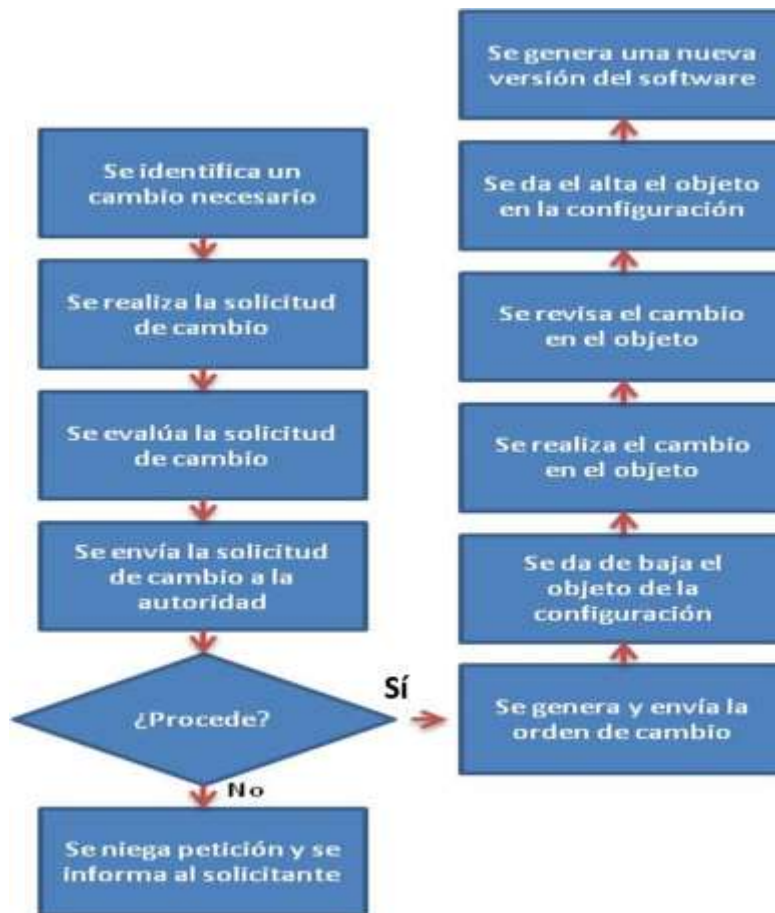 Se identifica un
cambio necesario
Se realiza la solicitud
de cambio
Se evalúa la solicitud
de cambio
Se envía la solicitud
de cambio a la
autoridad
¿Procede?
No
Se niega petición y se
informa al solicitante
Sí
Se genera y envía la
orden de cambio
Se da de baja el
objeto de la
configuración
Se realiza el cambio
en el objeto
Se revisa el cambio
en el objeto
Se da el alta el objeto
en la configuración
Se genera una nueva
versión del software